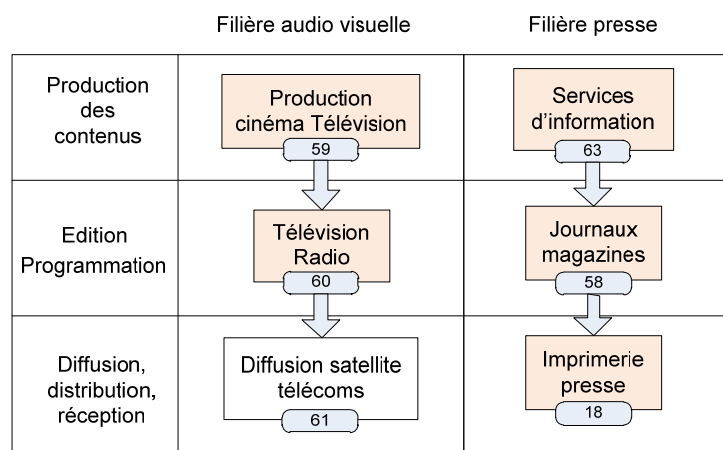 Filière audio visuelle
Filière presse
Production
des
contenus
Production
cinéma Télévision
59
Services
d'information
63
Edition
Programmation
Télévision
Radio
60
Journaux
magazines
58
Diffusion,
distribution,
réception
Diffusion satellite
télécoms
61
Imprimerie
presse
18